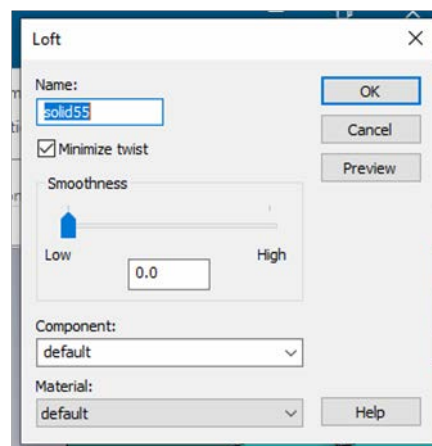 Loft
Name:
solid55
OK
Cancel
Minimize twist
Preview
Smoothness
Low
High
0.0
Component:
default
Material:
default
Help